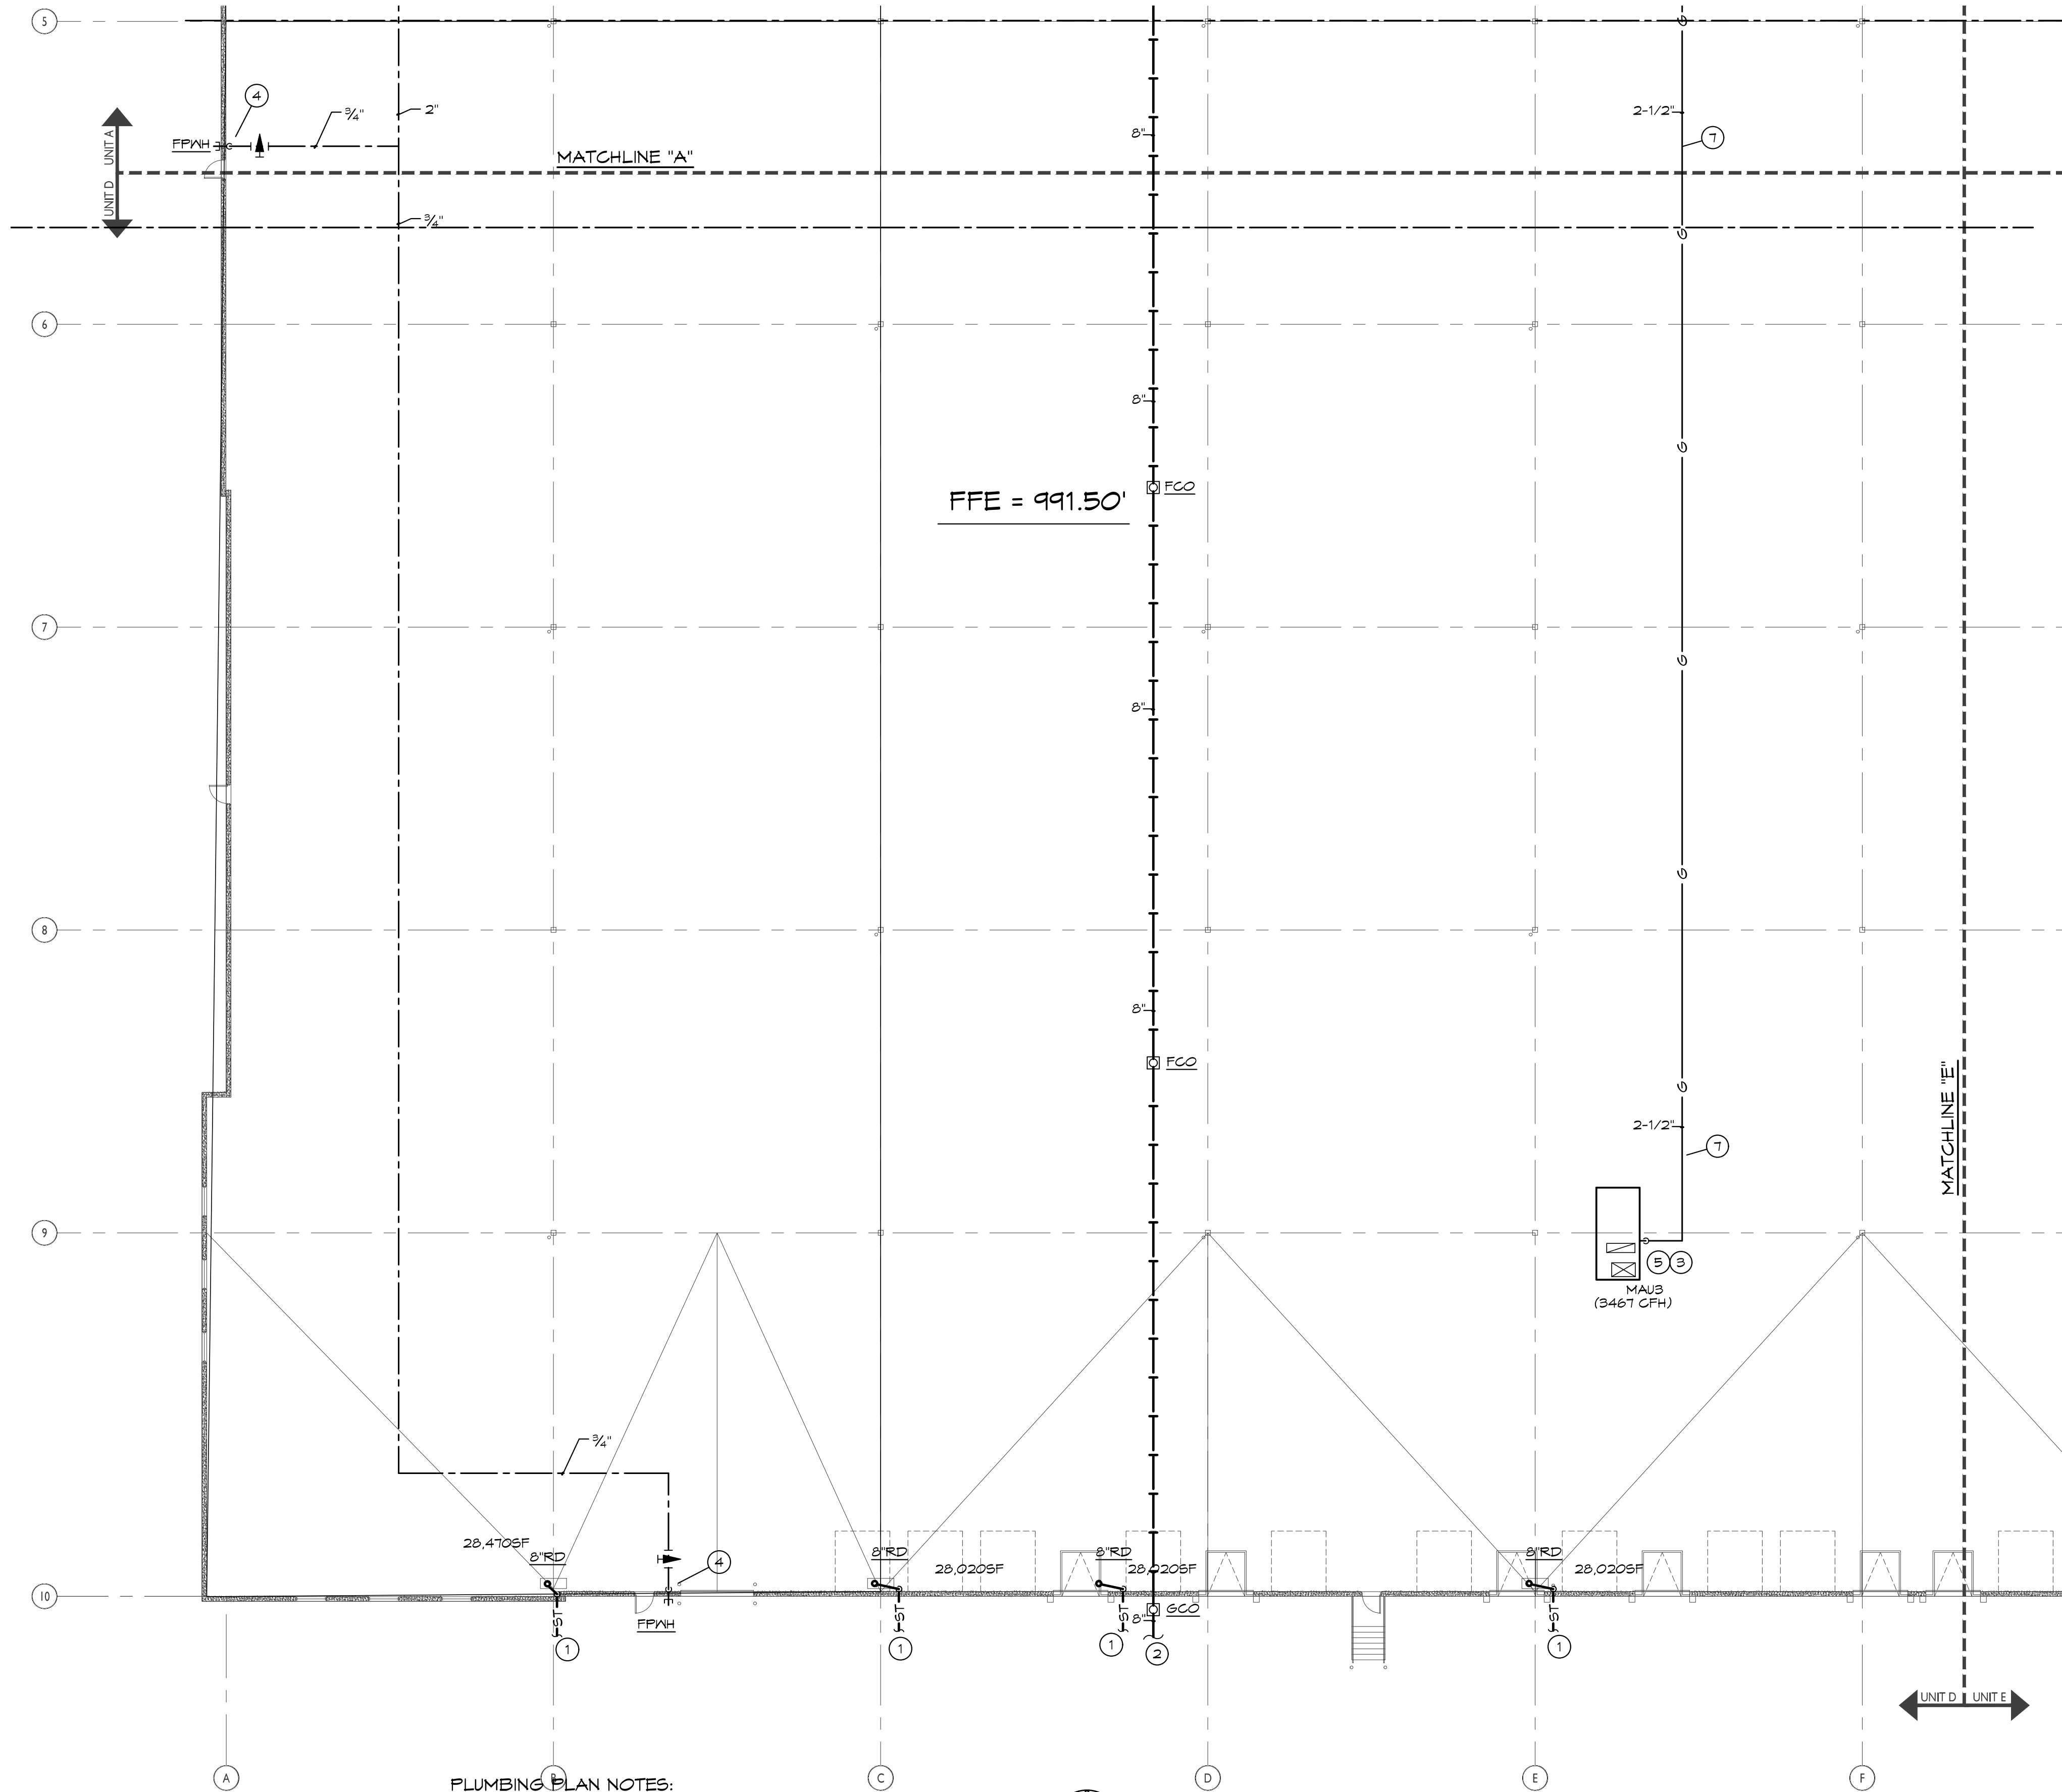 5
4
3/4"
2"
2-1/2"
8"
7
UNIT A
FPWH
MATCHLINE "A"
UNIT D
3/4"
G
G
6
8"
G
FCO
FFE = 991.50'
7
G
8"
G
8
8"
FCO
G
MATCHLINE "E"
2-1/2"
7
9
5
3
MAU3
(3467 CFH)
3/4"
28,470SF
8"RD
4
8"RD
28,020SF
8"RD
28,020SF
8"RD
28,020SF
10
ST
FPWH
ST
ST
8"
GCO
ST
1
1
1
2
1
UNIT D
UNIT E
A
B
C
D
E
F
PLUMBING PLAN NOTES: